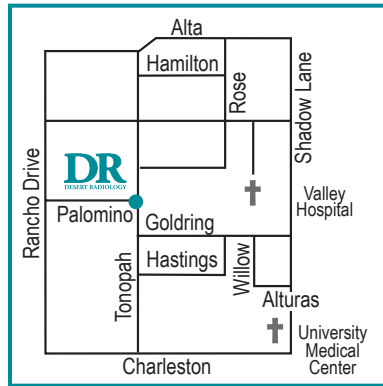 Alta
Hamilton
Rose
Shadow Lane
Rancho Drive
DR
DESERT RADIOLOGY
Palomino
Valley
Hospital
Goldring
Tonopah
Hastings
Willow
Alturas
University
Medical
Center
Charleston